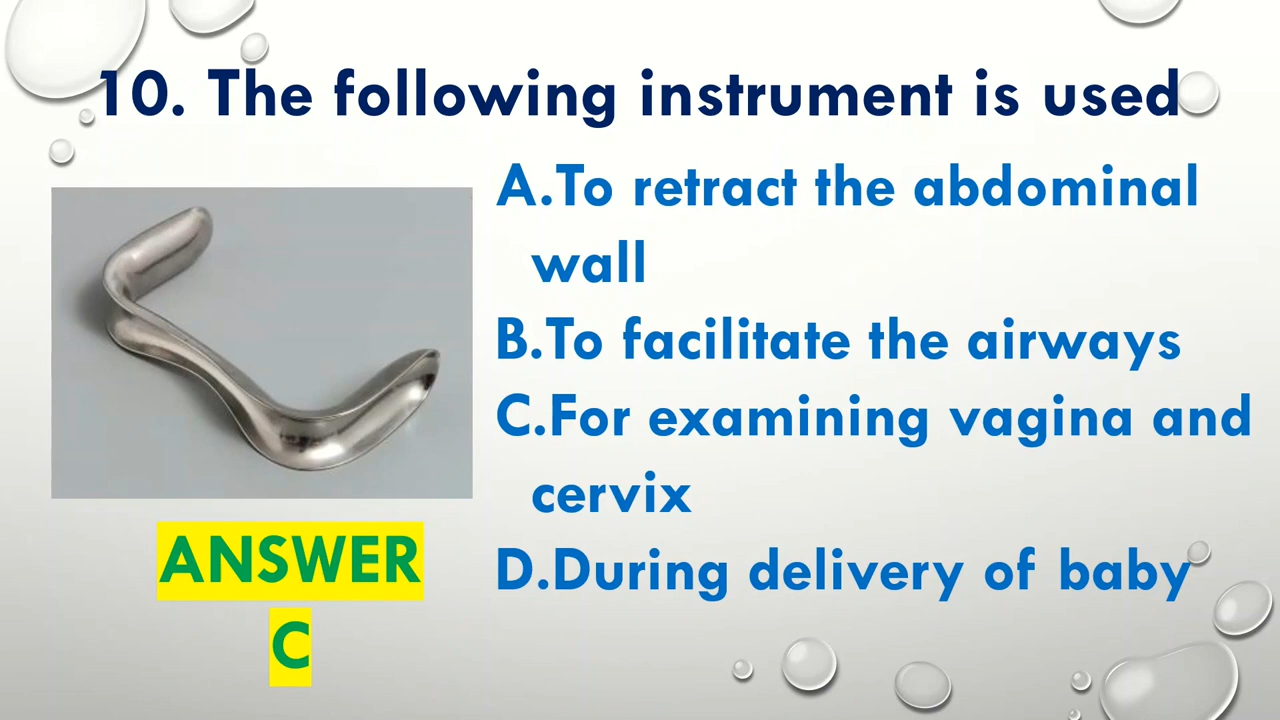 10. The following instrument is used
A.To retract the abdominal
wall
B.To facilitate the airways
C.For examining vagina and
cervix
D.During delivery of baby
ANSWER
C